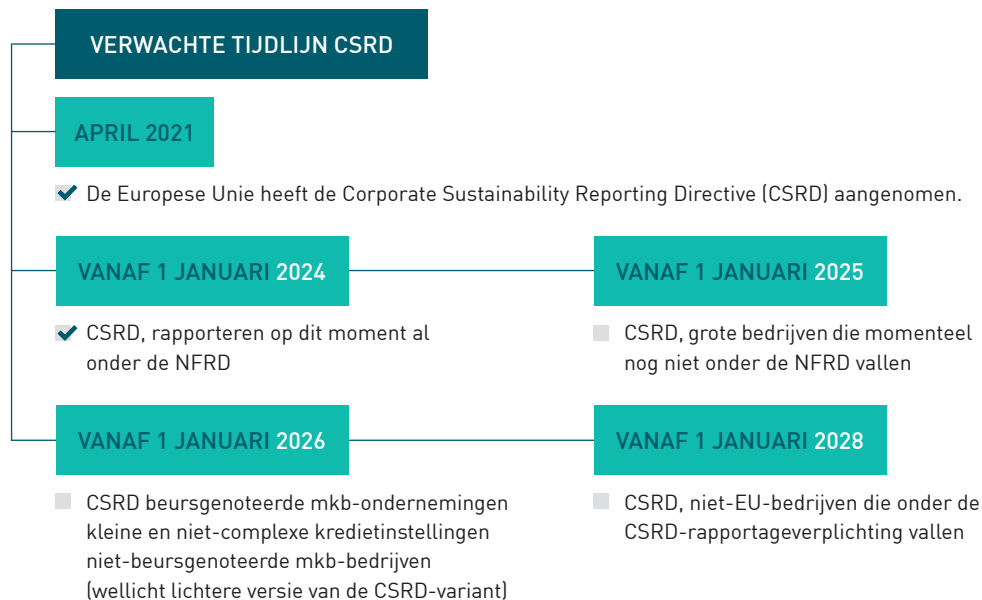 VERWACHTE TIJDLIJN CSRD
APRIL 2021
De Europese Unie heeft de Corporate Sustainability Reporting Directive (CSRD) aangenomen.
VANAF 1 JANUARI 2024
CSRD, rapporteren op dit moment al
onder de NFRD
VANAF 1 JANUARI 2025
CSRD, grote bedrijven die momenteel
nog niet onder de NFRD vallen
VANAF 1 JANUARI 2026
CSRD beursgenoteerde mkb-ondernemingen
kleine en niet-complexe kredietinstellingen
niet-beursgenoteerde mkb-bedrijven
(wellicht lichtere versie van de CSRD-variant)
VANAF 1 JANUARI 2028
CSRD, niet-EU-bedrijven die onder de
CSRD-rapportageverplichting vallen